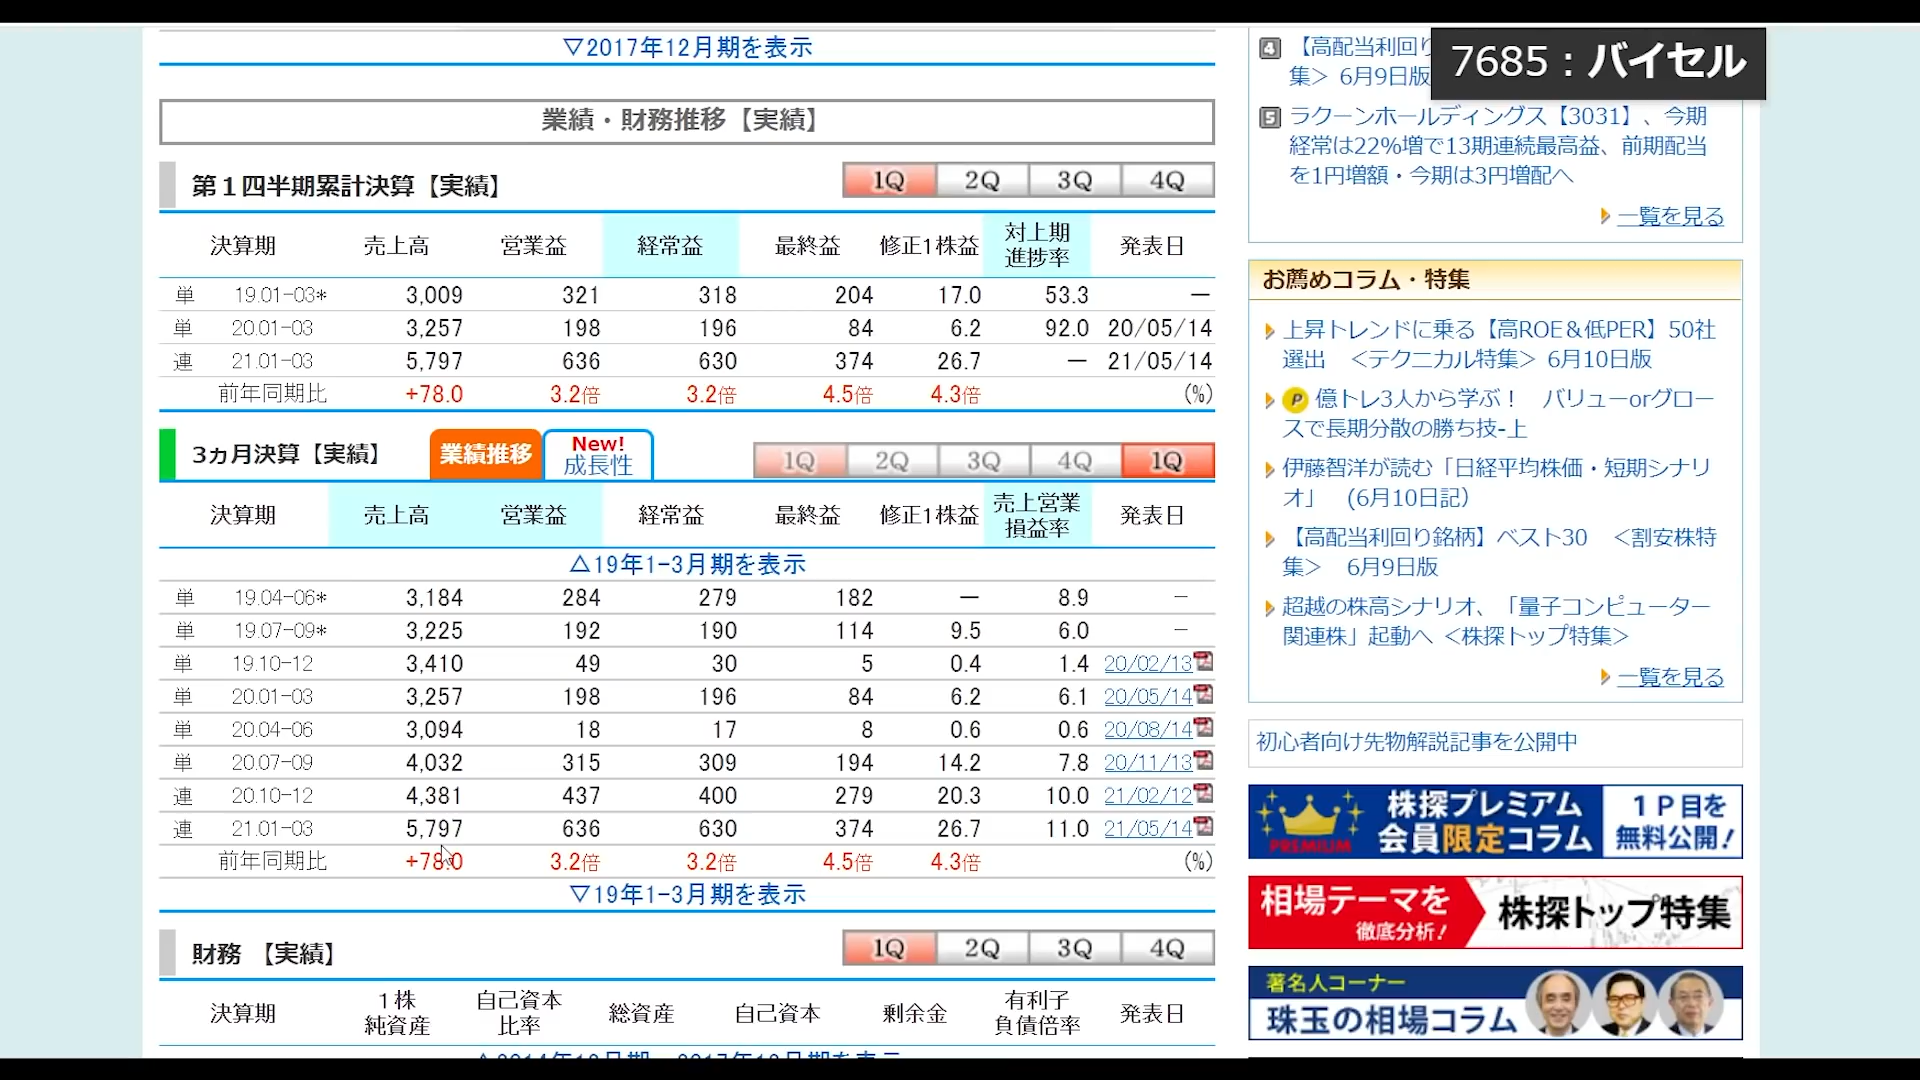 ▽2017年12月期を表示
業績・財務推移【実績】
第１四半期累計決算【実績】 1Q 2Q 3Q 4Q
決算期 売上高 営業益 経常益 最終益 修正1株益 対上期進捗率 発表日
単 19.01-03* 3,009 321 318 204 17.0 53.3 －
単 20.01-03 3,257 198 196 84 6.2 92.0 20/05/14
連 21.01-03 5,797 636 630 374 26.7 － 21/05/14
前年同期比 +78.0 3.2倍 3.2倍 4.5倍 4.3倍 (%)
3ヵ月決算【実績】 業績推移 New! 成長性 1Q 2Q 3Q 4Q 1Q
決算期 売上高 営業益 経常益 最終益 修正1株益 売上営業損益率 発表日
△19年1-3月期を表示
単 19.04-06* 3,184 284 279 182 － 8.9 －
単 19.07-09* 3,225 192 190 114 9.5 6.0 －
単 19.10-12 3,410 49 30 5 0.4 1.4 20/02/13
単 20.01-03 3,257 198 196 84 6.2 6.1 20/05/14
単 20.04-06 3,094 18 17 8 0.6 0.6 20/08/14
単 20.07-09 4,032 315 309 194 14.2 7.8 20/11/13
連 20.10-12 4,381 437 400 279 20.3 10.0 21/02/12
連 21.01-03 5,797 636 630 374 26.7 11.0 21/05/14
前年同期比 +78.0 3.2倍 3.2倍 4.5倍 4.3倍 (%)
▽19年1-3月期を表示
財務 【実績】 1Q 2Q 3Q 4Q
決算期 １株純資産 自己資本比率 総資産 自己資本 剰余金 有利子負債倍率 発表日
7685：バイセル
4 【高配当利回り
集＞ 6月9日版
5 ラクーンホールディングス【3031】、今期
経常は22％増で13期連続最高益、前期配当
を1円増額・今期は3円増配へ
一覧を見る
お薦めコラム・特集
上昇トレンドに乗る【高ROE＆低PER】50社
選出 ＜テクニカル特集＞ 6月10日版
P 億トレ3人から学ぶ！ バリューorグロー
スで長期分散の勝ち技-上
伊藤智洋が読む「日経平均株価・短期シナリ
オ」 (6月10日記)
【高配当利回り銘柄】ベスト30 ＜割安株特
集＞ 6月9日版
超越の株高シナリオ、「量子コンピューター
関連株」起動へ ＜株探トップ特集＞
一覧を見る
初心者向け先物解説記事を公開中
PREMIUM 株探プレミアム
会員限定コラム
１Ｐ目を
無料公開！
相場テーマを
徹底分析！
株探トップ特集
著名人コーナー
珠玉の相場コラム